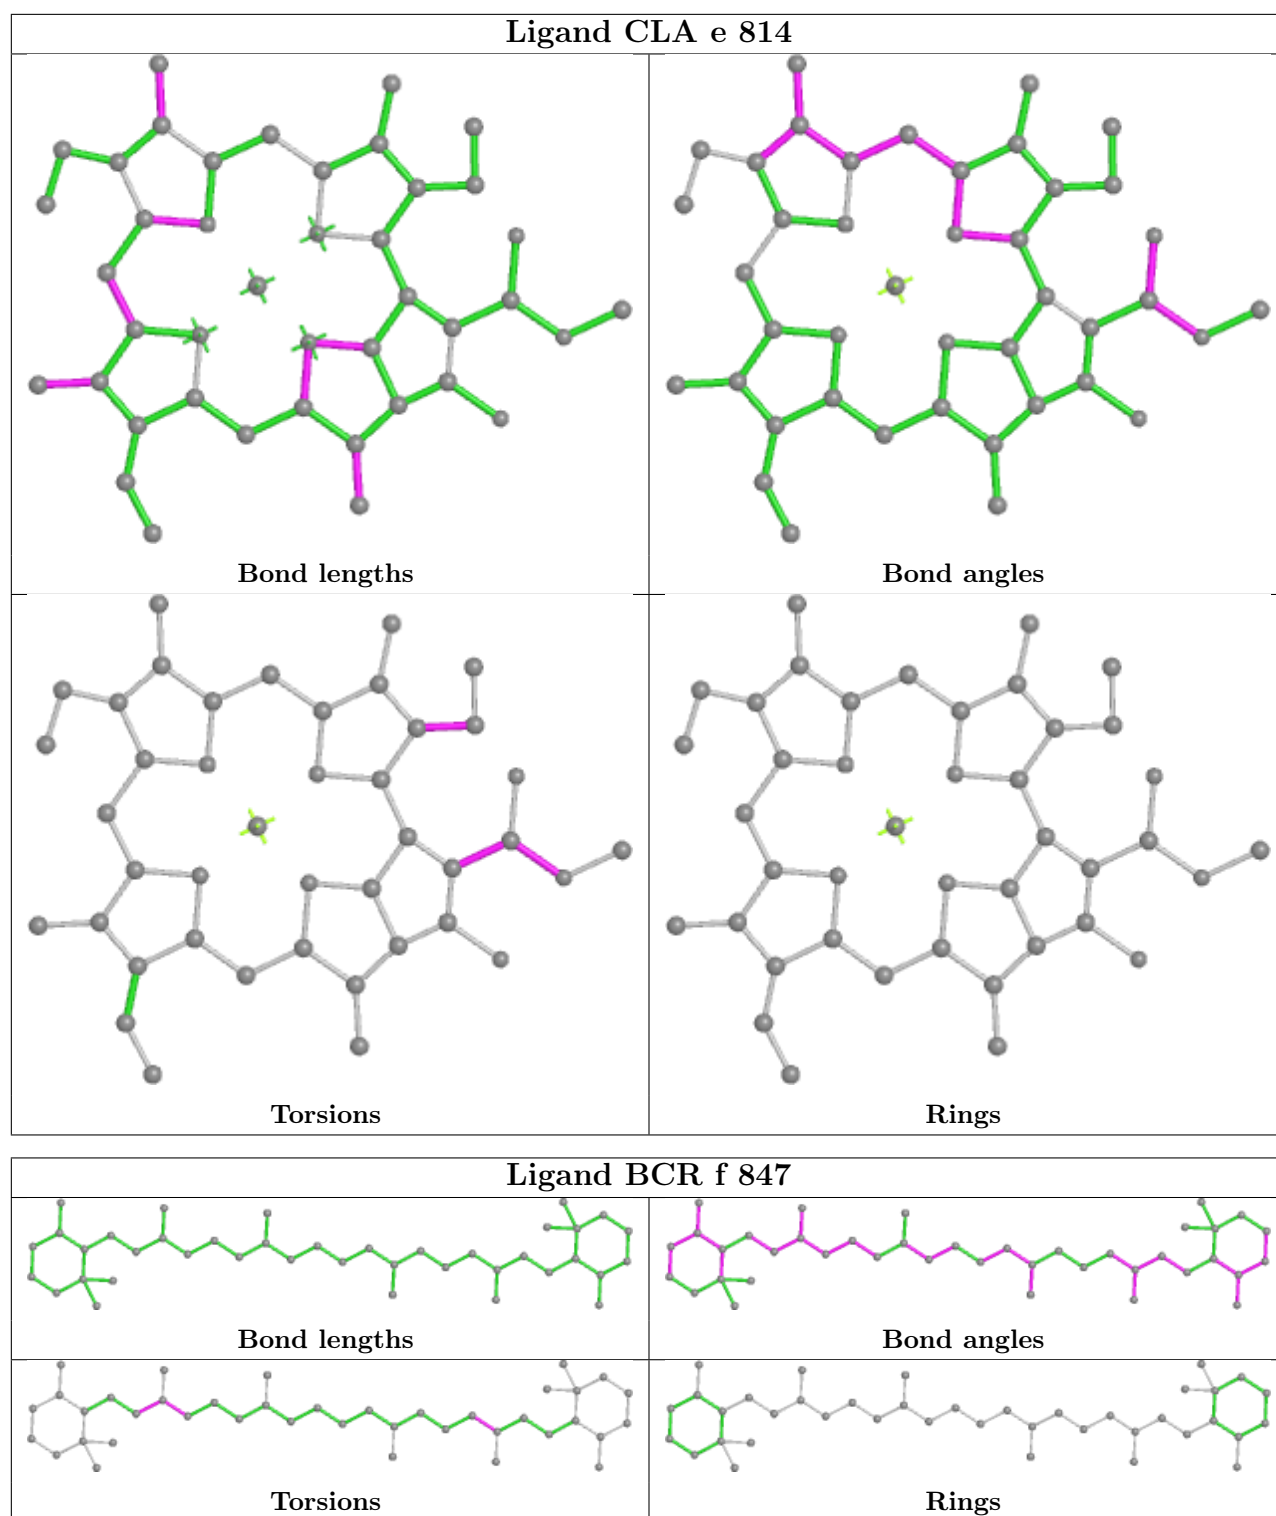 Ligand CLA e 814
Bond lengths
Bond angles
Torsions
Rings
Ligand BCR f 847
Bond lengths
Bond angles
Torsions
Rings